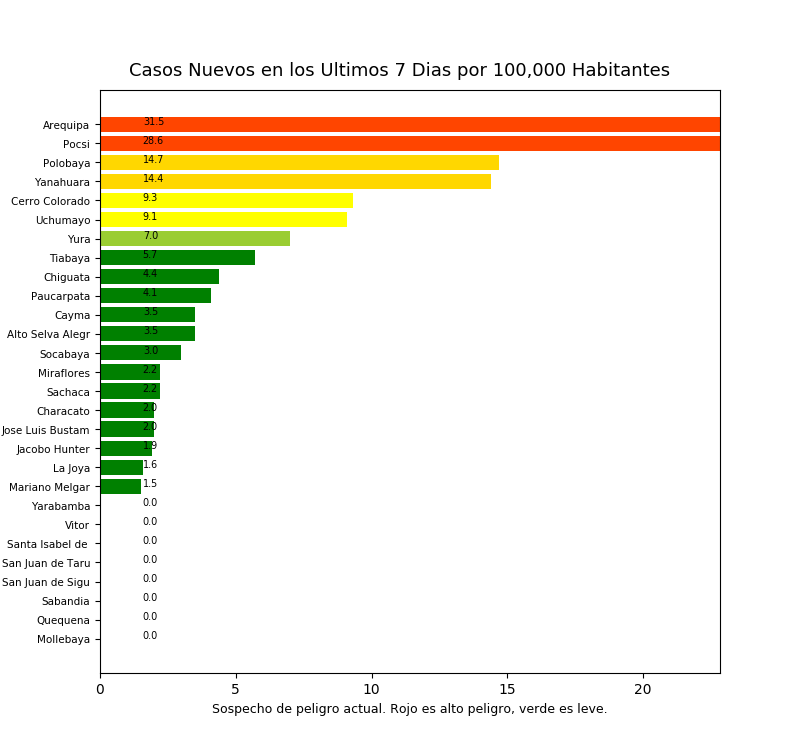 Casos Nuevos en los Ultimos 7 Dias por 100,000 Habitantes
Arequipa 31.5
Pocsi 28.6
Polobaya 14.7
Yanahuara 14.4
Cerro Colorado 9.3
Uchumayo 9.1
Yura 7.0
Tiabaya 5.7
Chiguata 4.4
Paucarpata 4.1
Cayma 3.5
Alto Selva Alegr 3.5
Socabaya 3.0
Miraflores 2.2
Sachaca 2.2
Characato 2.0
Jose Luis Bustam 2.0
Jacobo Hunter 1.9
La Joya 1.6
Mariano Melgar 1.5
Yarabamba 0.0
Vitor 0.0
Santa Isabel de 0.0
San Juan de Taru 0.0
San Juan de Sigu 0.0
Sabandia 0.0
Quequena 0.0
Mollebaya 0.0
0 5 10 15 20
Sospecho de peligro actual. Rojo es alto peligro, verde es leve.